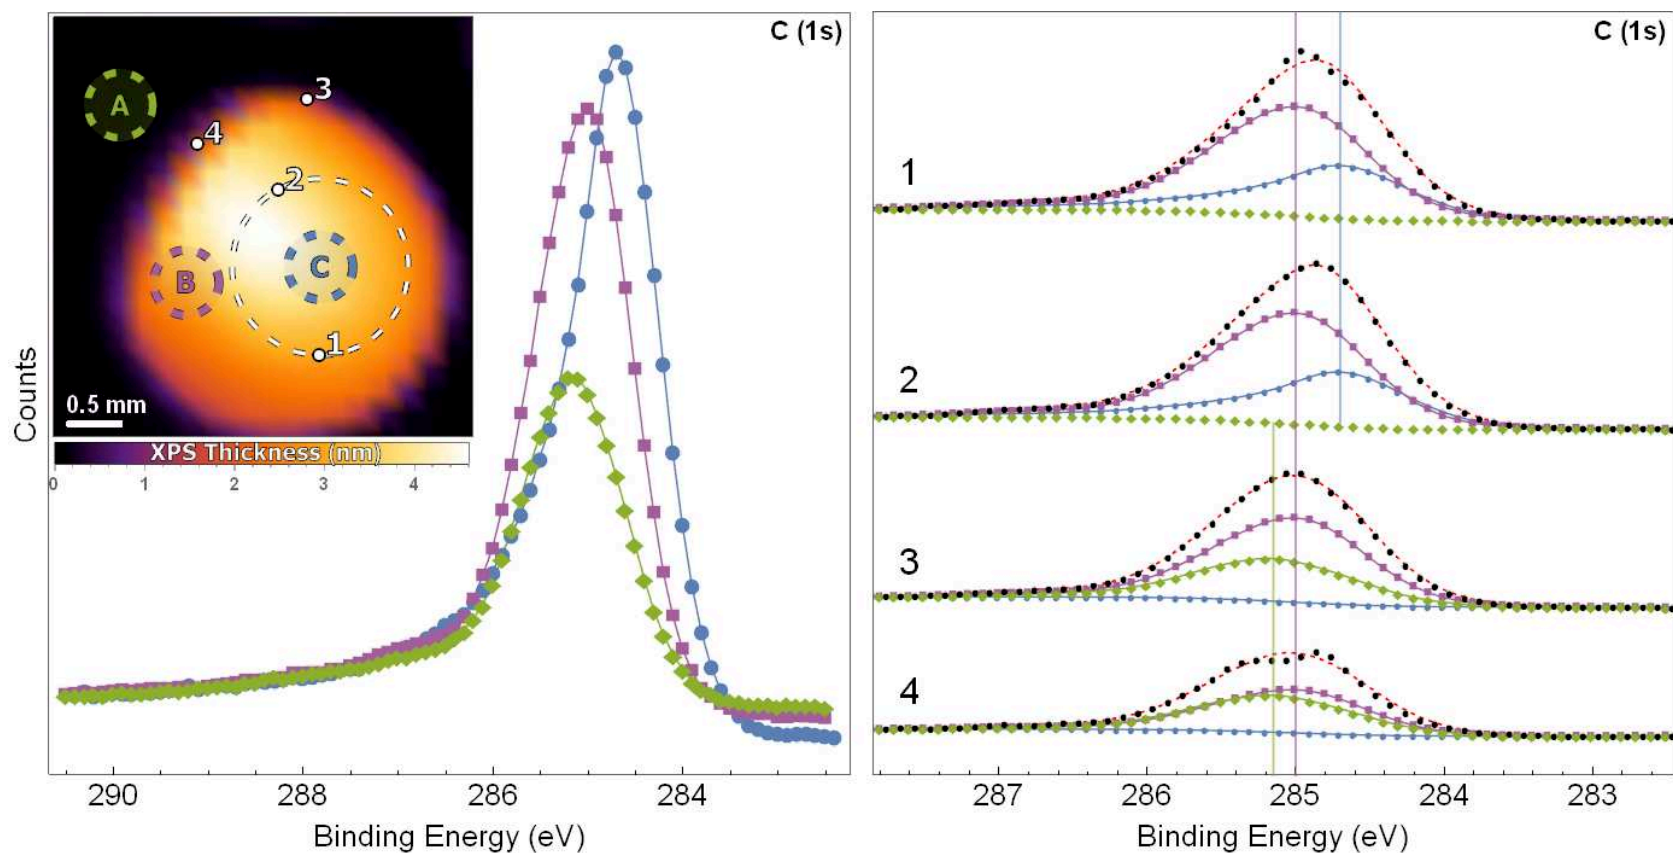 C (1s)
A
3
4
2
B
C
1
0.5 mm
XPS Thickness (nm)
0 1 2 3 4
Counts
290 288 286 284
Binding Energy (eV)
C (1s)
1
2
3
4
287 286 285 284 283
Binding Energy (eV)